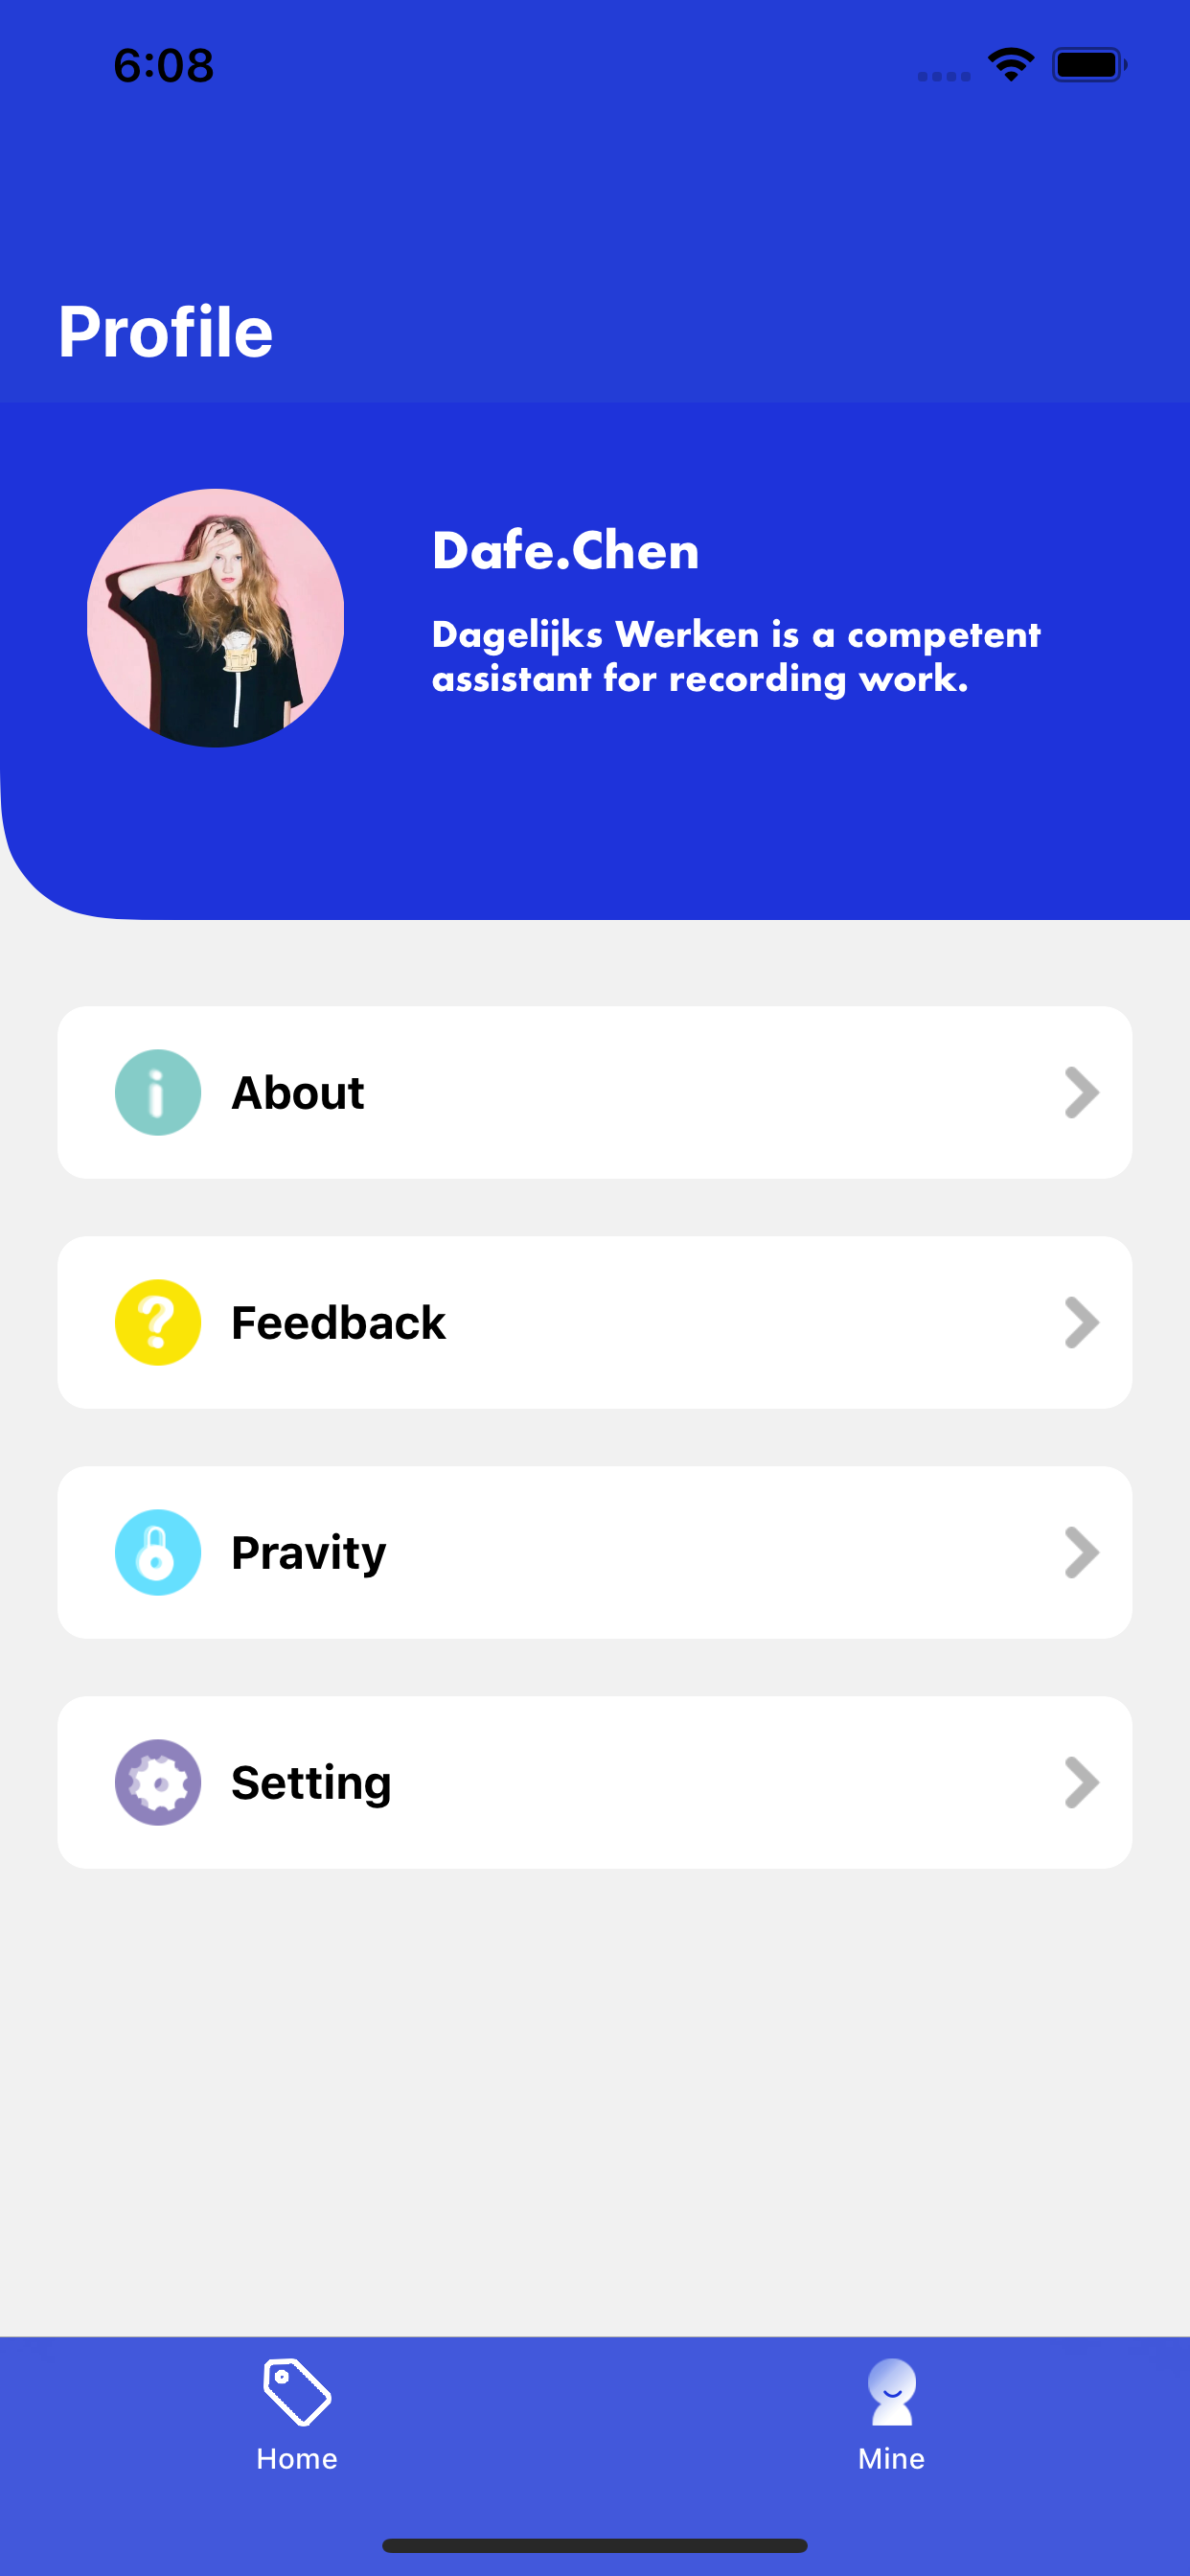 6:08
Profile
Dafe.Chen
Dagelijks Werken is a competent
assistant for recording work.
About
Feedback
Pravity
Setting
Home
Mine